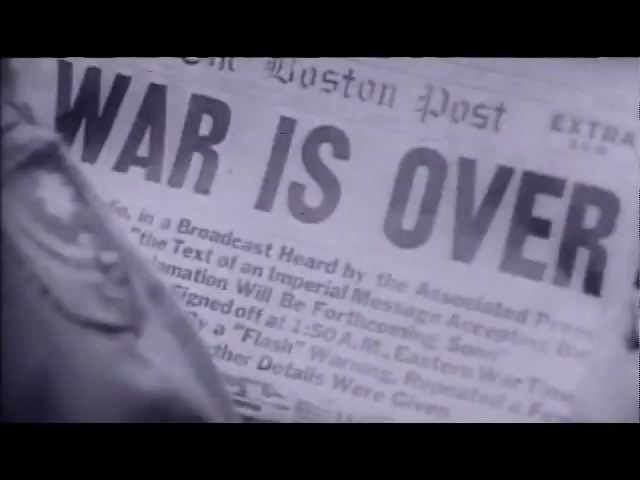 The Boston Post
EXTRA
WAR IS OVER
in a Broadcast Heard by the Associated Press
"the Text of an Imperial Message Accepting the
Will Be Forthcoming Soon"
Signed off at 1:50 A.M., Eastern War Time
a "Flash" Warning, Repeated a Few
Details Were Given